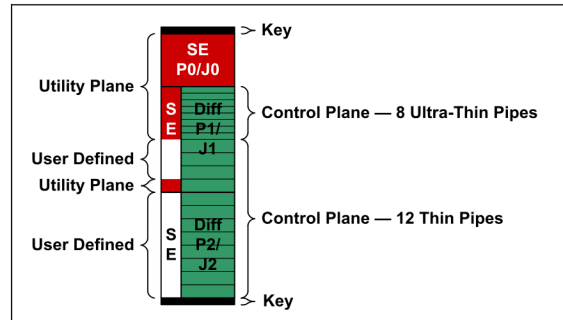 Key
SE
P0/J0
Utility Plane
S
E
Diff
P1/
J1
Control Plane — 8 Ultra-Thin Pipes
User Defined
Utility Plane
Control Plane — 12 Thin Pipes
User Defined
S
E
Diff
P2/
J2
Key